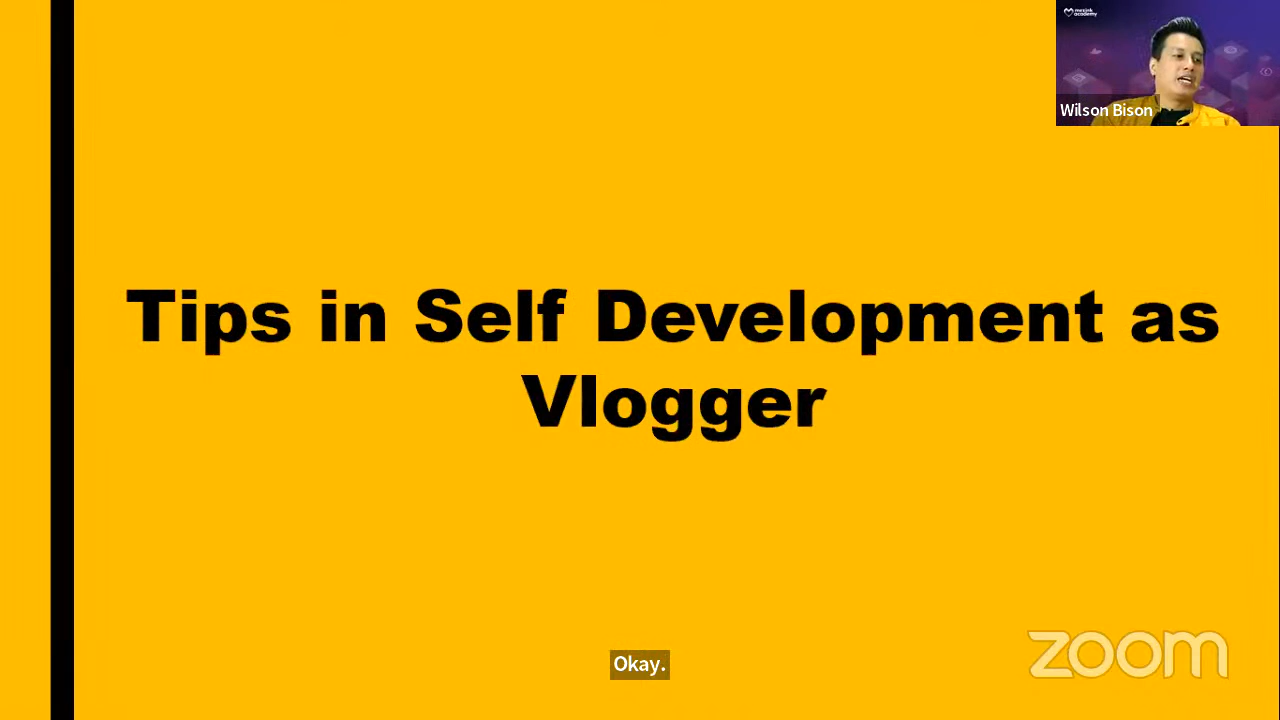 Wilson Bison
Tips in Self Development as
Vlogger
Okay.
zoom